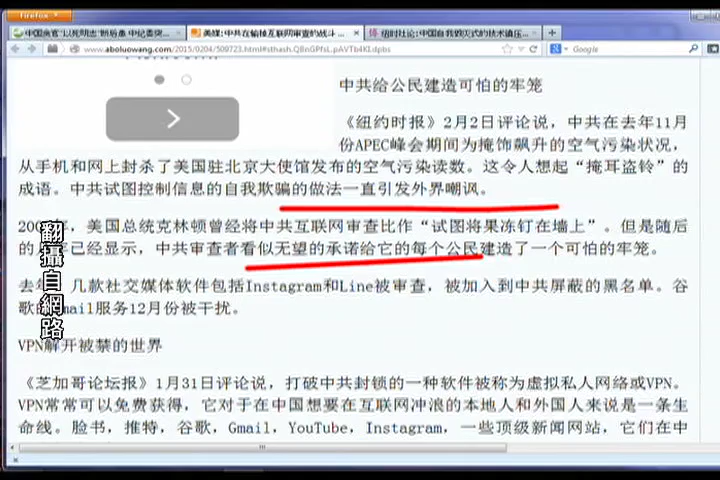 firefox
中国贪官"以死明志"新后患 中纪委突...
美媒:中共在输掉互联网审查的战斗...
纽时社论:中国自我毁灭式的技术镇压...
www.aboluowang.com/2015/0204/509723.html#sthash.
Google
中共给公民建造可怕的牢笼
《纽约时报》2月2日评论说，中共在去年11月
份APEC峰会期间为掩饰飙升的空气污染状况，
从手机和网上封杀了美国驻北京大使馆发布的空气污染读数。这令人想起“掩耳盗铃”的
成语。中共试图控制信息的自我欺骗的做法一直引发外界嘲讽。
年，美国总统克林顿曾经将中共互联网审查比作“试图将果冻钉在墙上”。但是随后
的 己经显示，中共审查者看似无望的承诺给它的每个公民建造了一个可怕的牢笼。
去年，几款社交媒体软件包括Instagram和Line被审查，被加入到中共屏蔽的黑名单。谷
歌的Gmail服务12月份被干扰。
VPN解开被禁的世界
《芝加哥论坛报》1月31日评论说，打破中共封锁的一种软件被称为虚拟私人网络或VPN。
VPN常常可以免费获得，它对于在中国想要在互联网冲浪的本地人和外国人来说是一条生
命线。脸书，推特，谷歌，Gmail，YouTube，Instagram，一些顶级新闻网站，它们在中
翻攝自網路